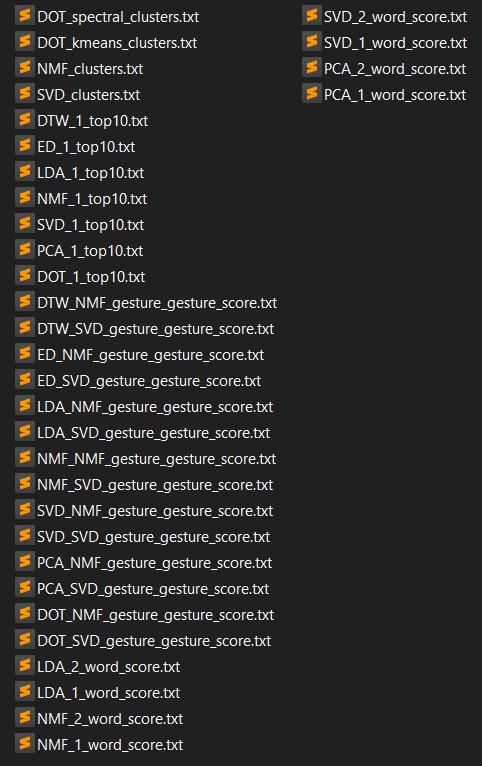 DOT_spectral_clusters.txt
DOT_kmeans_clusters.txt
NMF_clusters.txt
SVD_clusters.txt
DTW_1_top10.txt
ED_1_top10.txt
LDA_1_top10.txt
NMF_1_top10.txt
SVD_1_top10.txt
PCA_1_top10.txt
DOT_1_top10.txt
DTW_NMF_gesture_gesture_score.txt
DTW_SVD_gesture_gesture_score.txt
ED_NMF_gesture_gesture_score.txt
ED_SVD_gesture_gesture_score.txt
LDA_NMF_gesture_gesture_score.txt
LDA_SVD_gesture_gesture_score.txt
NMF_NMF_gesture_gesture_score.txt
NMF_SVD_gesture_gesture_score.txt
SVD_NMF_gesture_gesture_score.txt
SVD_SVD_gesture_gesture_score.txt
PCA_NMF_gesture_gesture_score.txt
PCA_SVD_gesture_gesture_score.txt
DOT_NMF_gesture_gesture_score.txt
DOT_SVD_gesture_gesture_score.txt
LDA_2_word_score.txt
LDA_1_word_score.txt
NMF_2_word_score.txt
NMF_1_word_score.txt
SVD_2_word_score.txt
SVD_1_word_score.txt
PCA_2_word_score.txt
PCA_1_word_score.txt